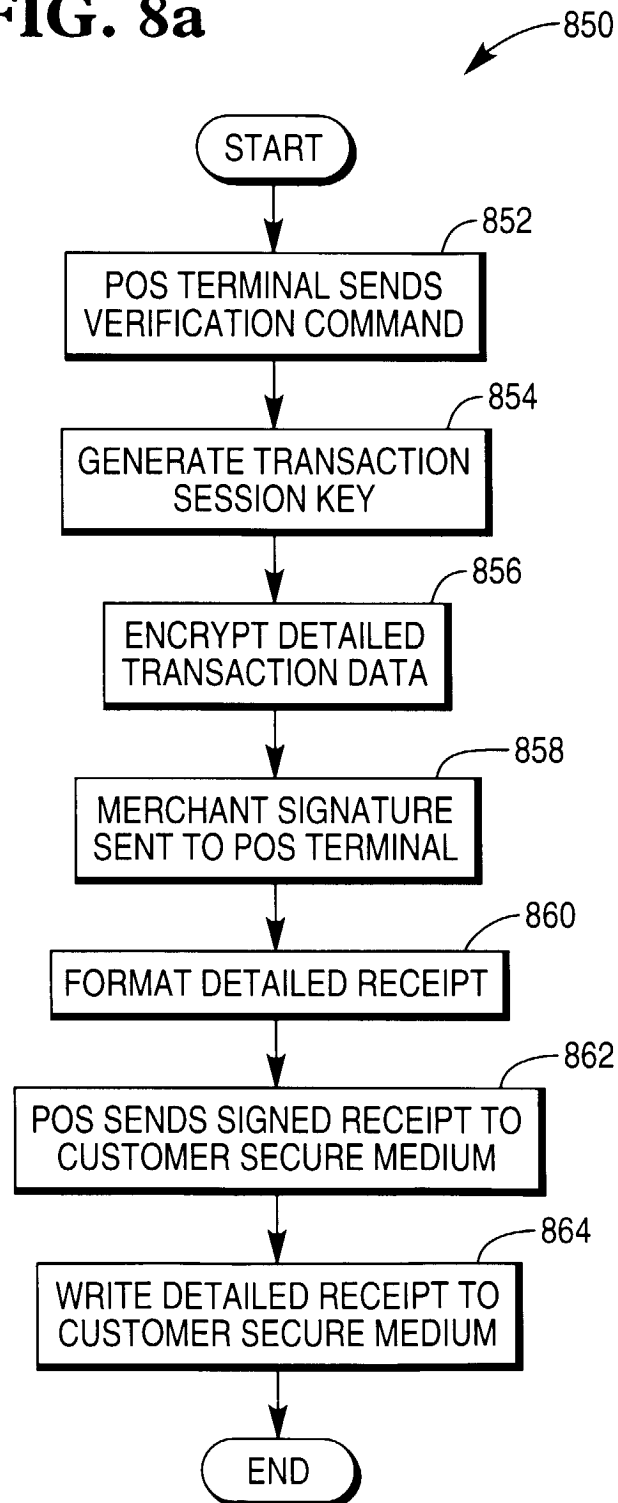 FIG. 8a
850
START
852
POS TERMINAL SENDS
VERIFICATION COMMAND
854
GENERATE TRANSACTION
SESSION KEY
856
ENCRYPT DETAILED
TRANSACTION DATA
858
MERCHANT SIGNATURE
SENT TO POS TERMINAL
860
FORMAT DETAILED RECEIPT
862
POS SENDS SIGNED RECEIPT TO
CUSTOMER SECURE MEDIUM
864
WRITE DETAILED RECEIPT TO
CUSTOMER SECURE MEDIUM
END